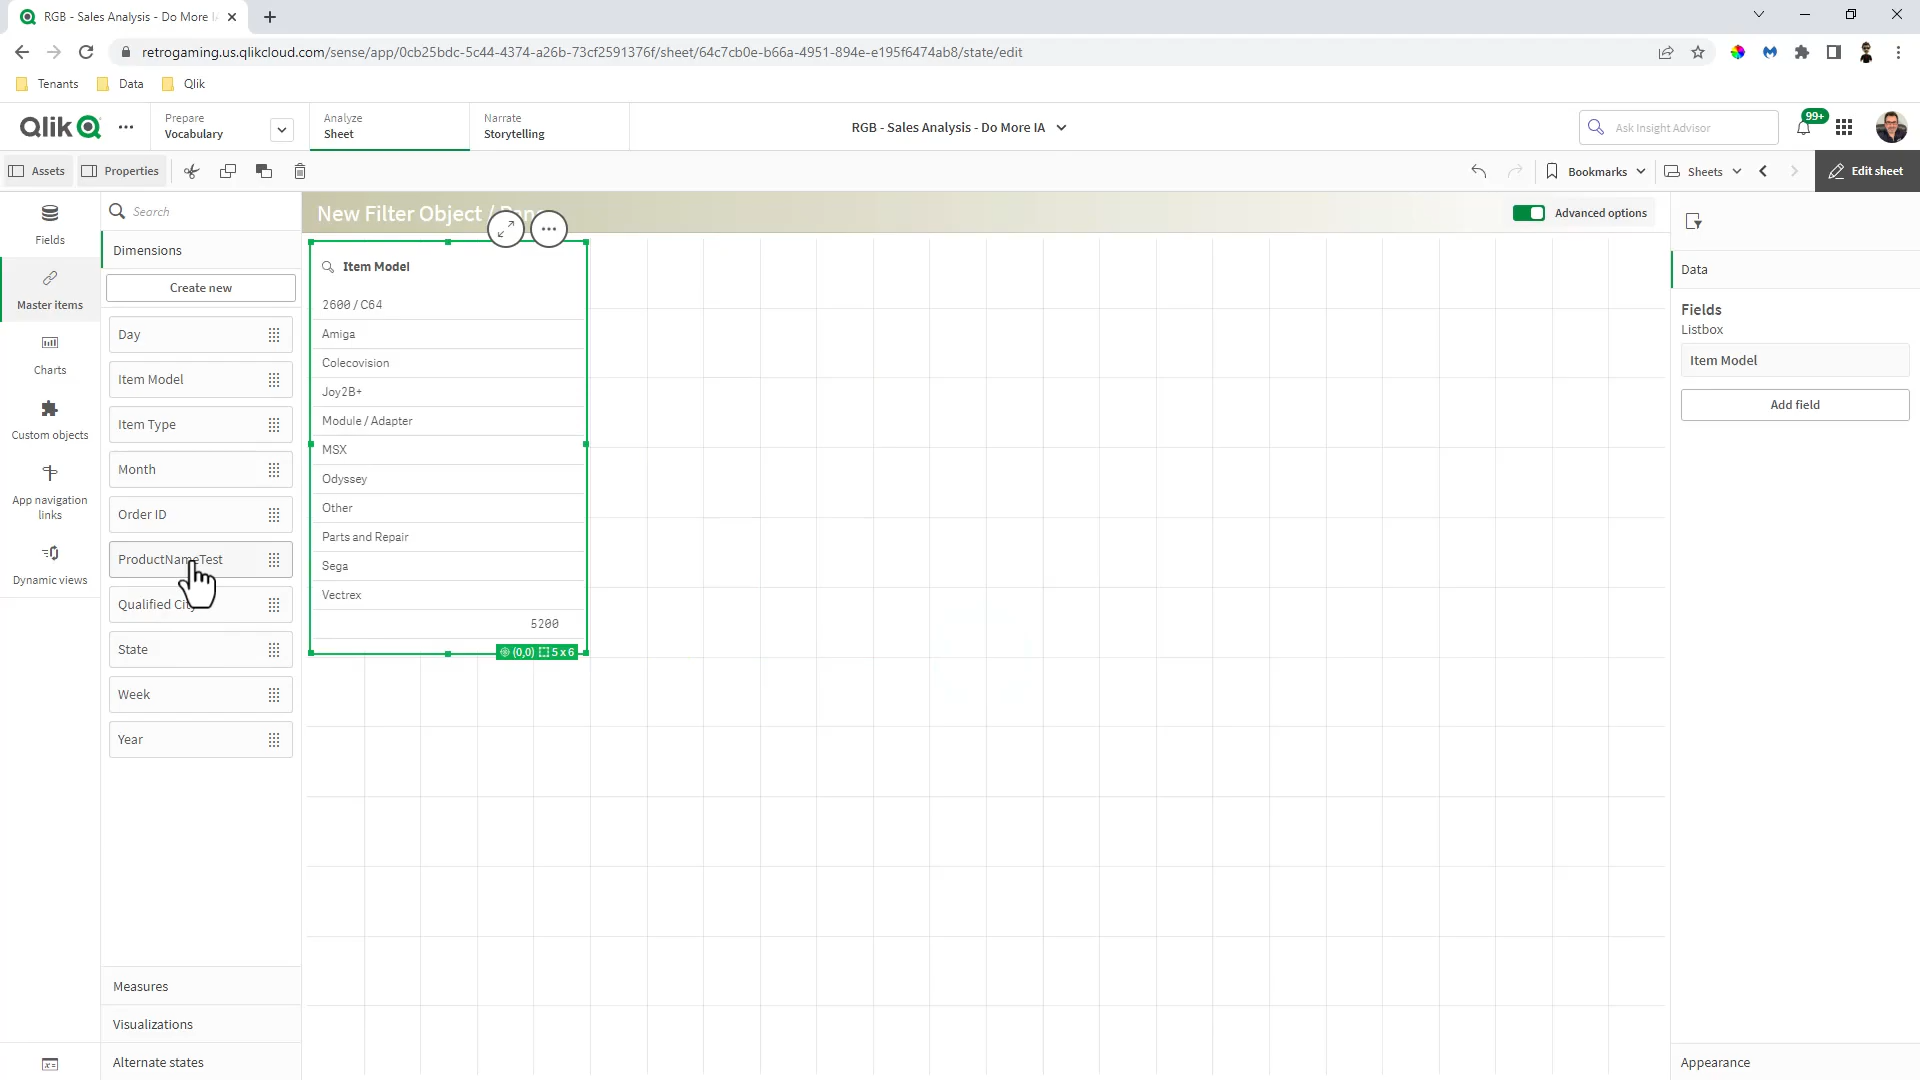 RGB - Sales Analysis - Do More IA
retrogaming.us.qlikcloud.com/sense/app/0cb25bdc-5c44-4374-a26b-73cf2591376f/sheet/64c7cb0e-b66a-4951-894e-e195f6474ab8/state/edit
Tenants
Data
Qlik
Qlik
Prepare
Vocabulary
Analyze
Sheet
Narrate
Storytelling
RGB - Sales Analysis - Do More IA
Ask Insight Advisor
99+
Assets
Properties
Bookmarks
Sheets
Edit sheet
Fields
Master items
Charts
Custom objects
App navigation
links
Dynamic views
Search
Dimensions
Create new
Day
Item Model
Item Type
Month
Order ID
ProductNameTest
Qualified City
State
Week
Year
Measures
Visualizations
Alternate states
New Filter Object /
Advanced options
Item Model
2600 / C64
Amiga
Colecovision
Joy2B+
Module / Adapter
MSX
Odyssey
Other
Parts and Repair
Sega
Vectrex
5200
(0,0) 5 x 6
Data
Fields
Listbox
Item Model
Add field
Appearance